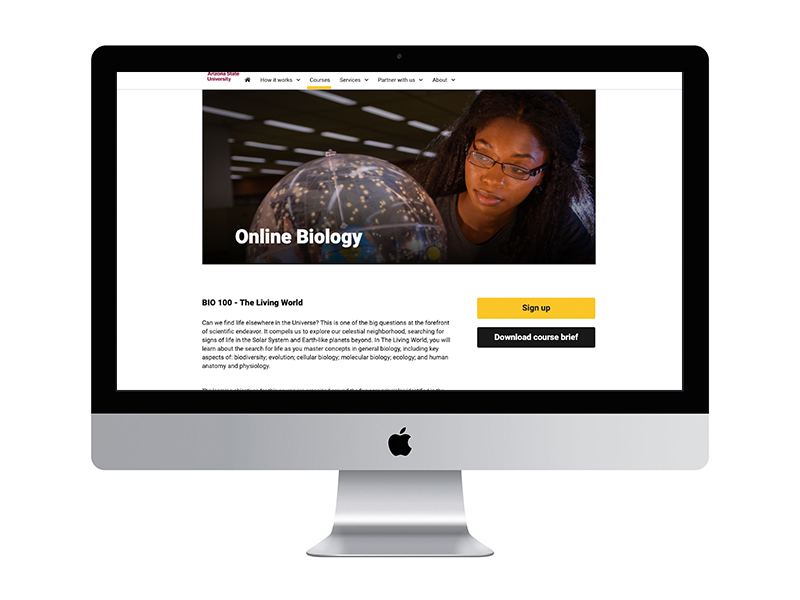 Arizona State
University
How it works Courses Services Partner with us About
Online Biology
BIO 100 - The Living World
Sign up
Can we find life elsewhere in the Universe? This is one of the big questions at the forefront
of scientific endeavor. It compels us to explore our celestial neighborhood, searching for
signs of life in the Solar System and Earth-like planets beyond. In The Living World, you will
learn about the search for life as you master concepts in general biology, including key
aspects of: biodiversity; evolution; cellular biology; molecular biology; ecology; and human
anatomy and physiology.
Download course brief